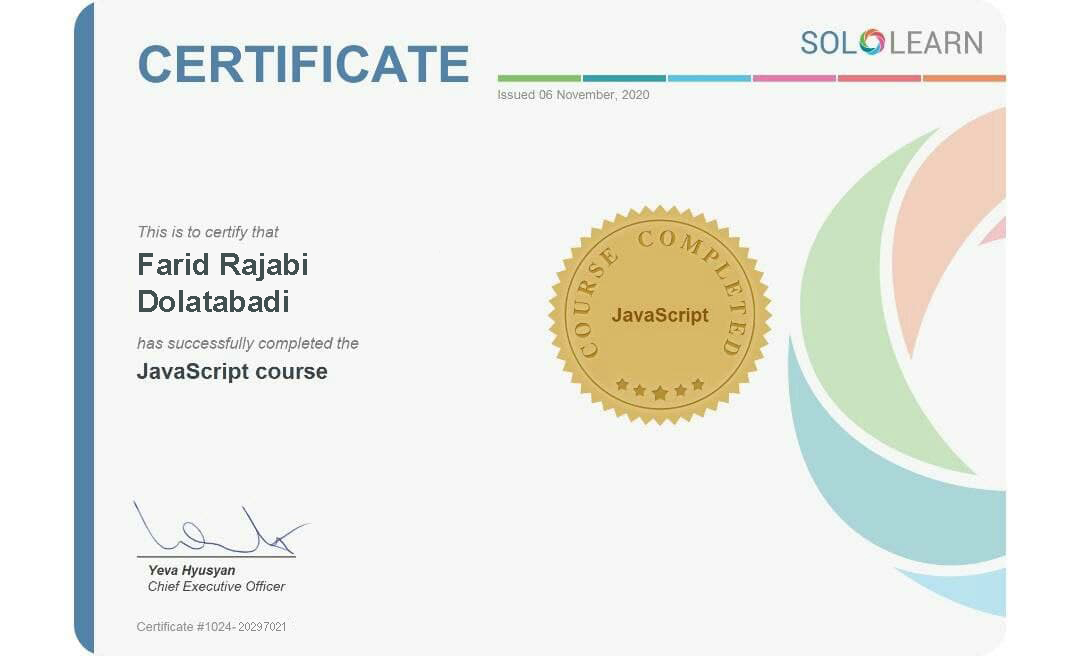 CERTIFICATE
SOLOLEARN
Issued 06 November, 2020
This is to certify that
Farid Rajabi
Dolatabadi
has successfully completed the
JavaScript course
COURSE COMPLETED
JavaScript
Yeva Hyusyan
Chief Executive Officer
Certificate #1024- 20297021